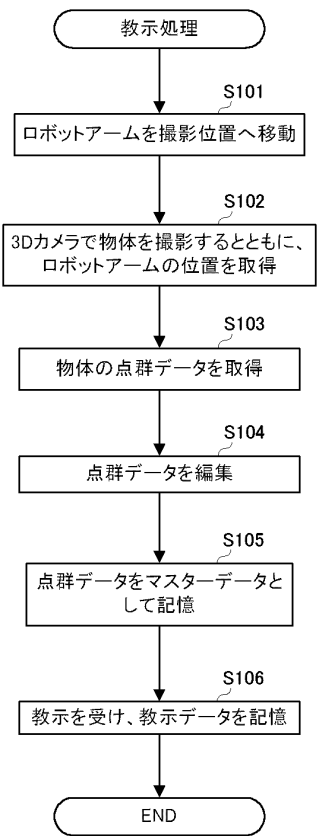 教示処理
S101
ロボットアームを撮影位置へ移動
S102
3Dカメラで物体を撮影するとともに、
ロボットアームの位置を取得
S103
物体の点群データを取得
S104
点群データを編集
S105
点群データをマスターデータと
して記憶
S106
教示を受け、教示データを記憶
END